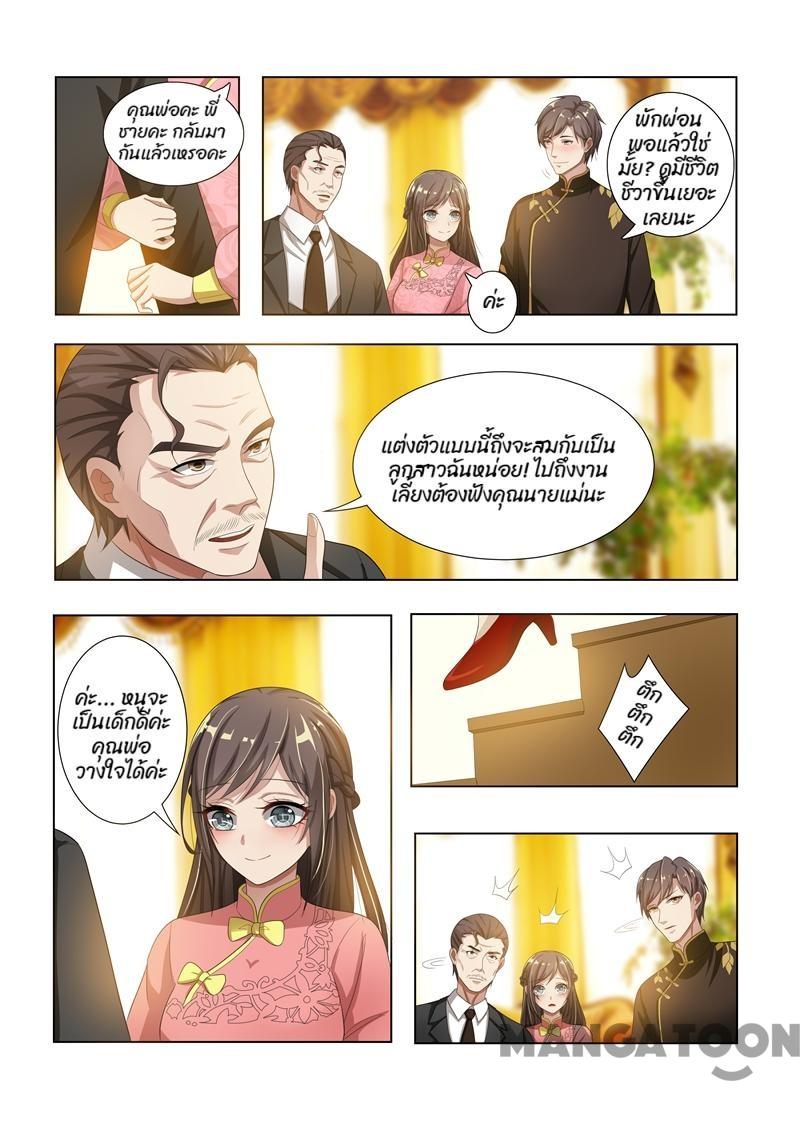 คุณพ่อคะ พี่
ชายคะ กลับมา
กันแล้วเหรอคะ
พักผ่อน
พอแล้วใช่
มั้ย? ดูมีชีวิต
ชีวาขึ้นเยอะ
เลยนะ
ค่ะ
แต่งตัวแบบนี้ถึงจะสมกับเป็น
ลูกสาวฉันหน่อย! ไปถึงงาน
เลี้ยงต้องฟังคุณนายแม่นะ
ค่ะ... หนูจะ
เป็นเด็กดีค่ะ
คุณพ่อ
วางใจได้ค่ะ
ตึก
ตึก
ตึก
MANGATOON